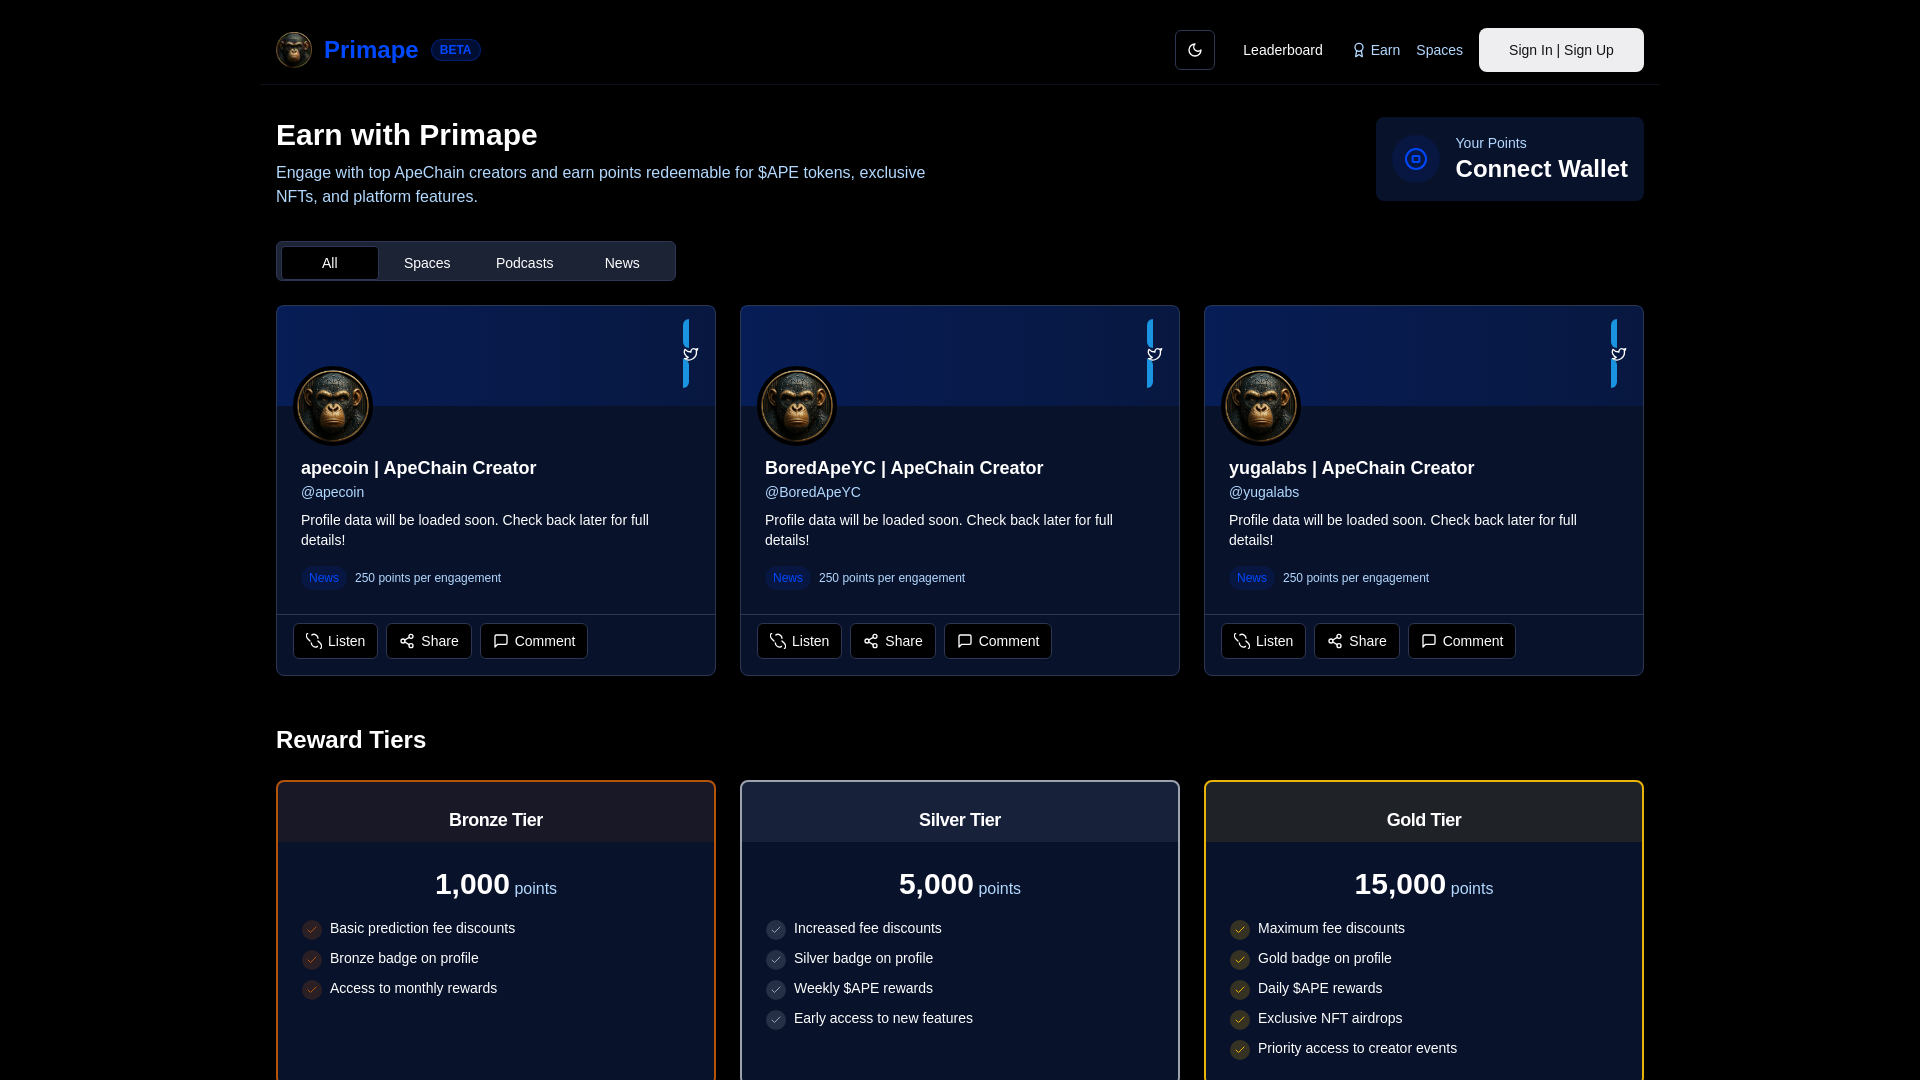 Primape BETA
Leaderboard Earn Spaces Sign In | Sign Up
Earn with Primape
Engage with top ApeChain creators and earn points redeemable for $APE tokens, exclusive
NFTs, and platform features.
Your Points
Connect Wallet
All Spaces Podcasts News
apecoin | ApeChain Creator
@apecoin
Profile data will be loaded soon. Check back later for full
details!
News 250 points per engagement
Listen Share Comment
BoredApeYC | ApeChain Creator
@BoredApeYC
Profile data will be loaded soon. Check back later for full
details!
News 250 points per engagement
Listen Share Comment
yugalabs | ApeChain Creator
@yugalabs
Profile data will be loaded soon. Check back later for full
details!
News 250 points per engagement
Listen Share Comment
Reward Tiers
Bronze Tier
1,000 points
Basic prediction fee discounts
Bronze badge on profile
Access to monthly rewards
Silver Tier
5,000 points
Increased fee discounts
Silver badge on profile
Weekly $APE rewards
Early access to new features
Gold Tier
15,000 points
Maximum fee discounts
Gold badge on profile
Daily $APE rewards
Exclusive NFT airdrops
Priority access to creator events